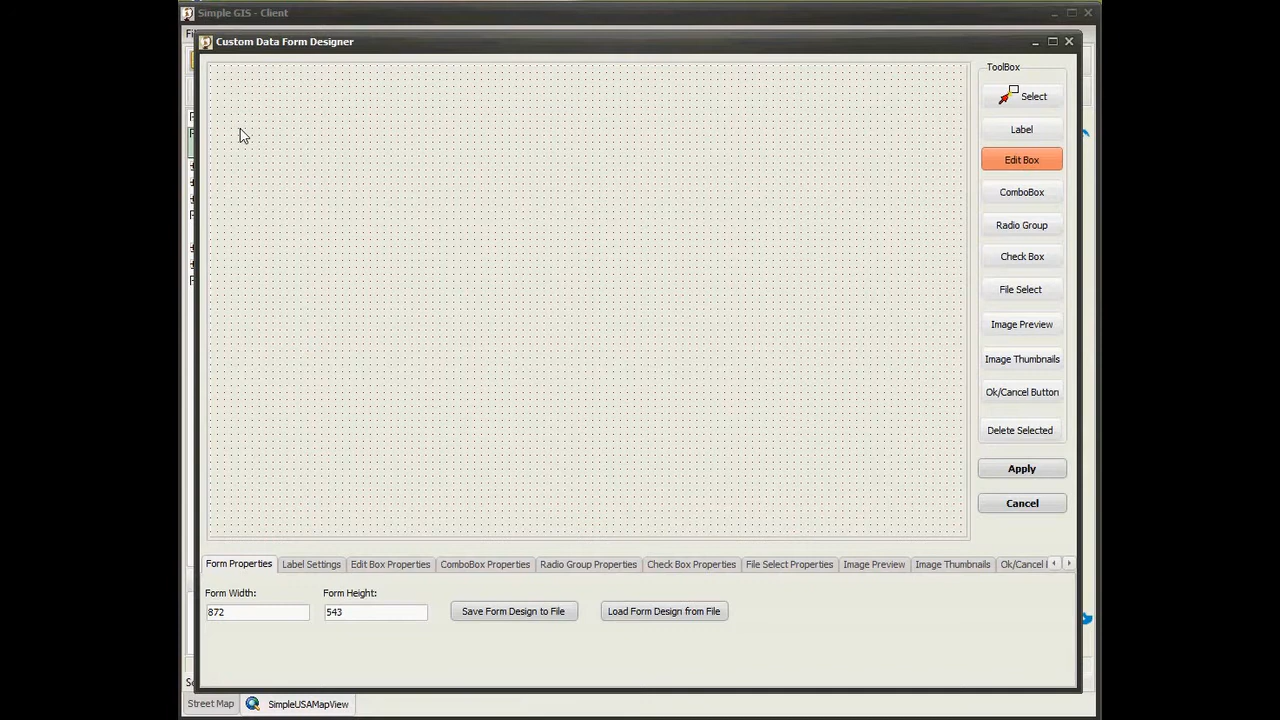 Simple GIS - Client
Custom Data Form Designer
ToolBox
Select
Label
Edit Box
ComboBox
Radio Group
Check Box
File Select
Image Preview
Image Thumbnails
Ok/Cancel Button
Delete Selected
Apply
Cancel
Form Properties Label Settings Edit Box Properties ComboBox Properties Radio Group Properties Check Box Properties File Select Properties Image Preview Image Thumbnails Ok/Cancel
Form Width: Form Height:
872 543 Save Form Design to File Load Form Design from File
Street Map SimpleUSAMapView